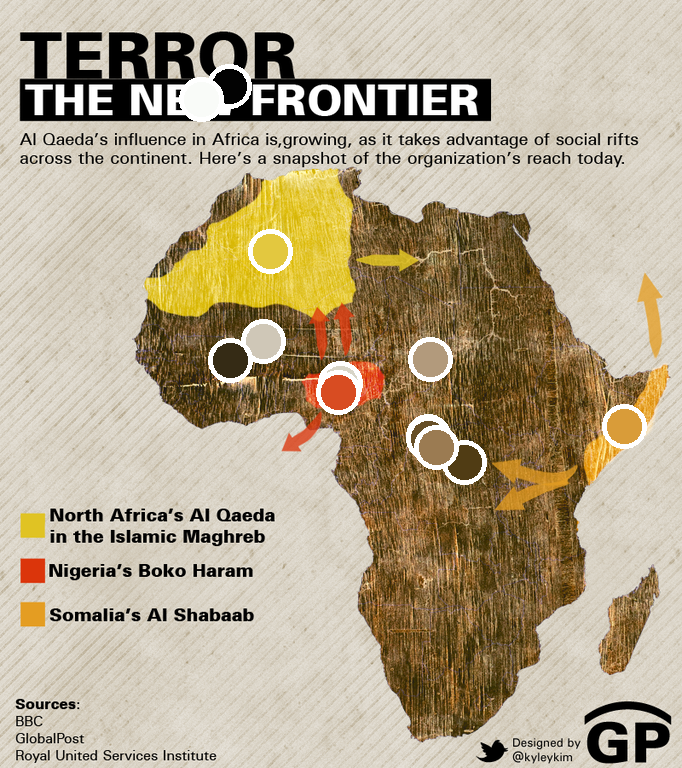 TERROR
THE FRONTIER
Al Qaeda's influence in Africa is,growing, as it takes advantage of social rifts
across the continent. Here's a snapshot of the organization's reach today.
North Africa's Al Qaeda
in the Islamic Maghreb
Nigeria's Boko Haram
Somalia's Al Shabaab
Sources:
BBC
GlobalPost
Royal United Services Institute
Designed by
@kyleykim
GP